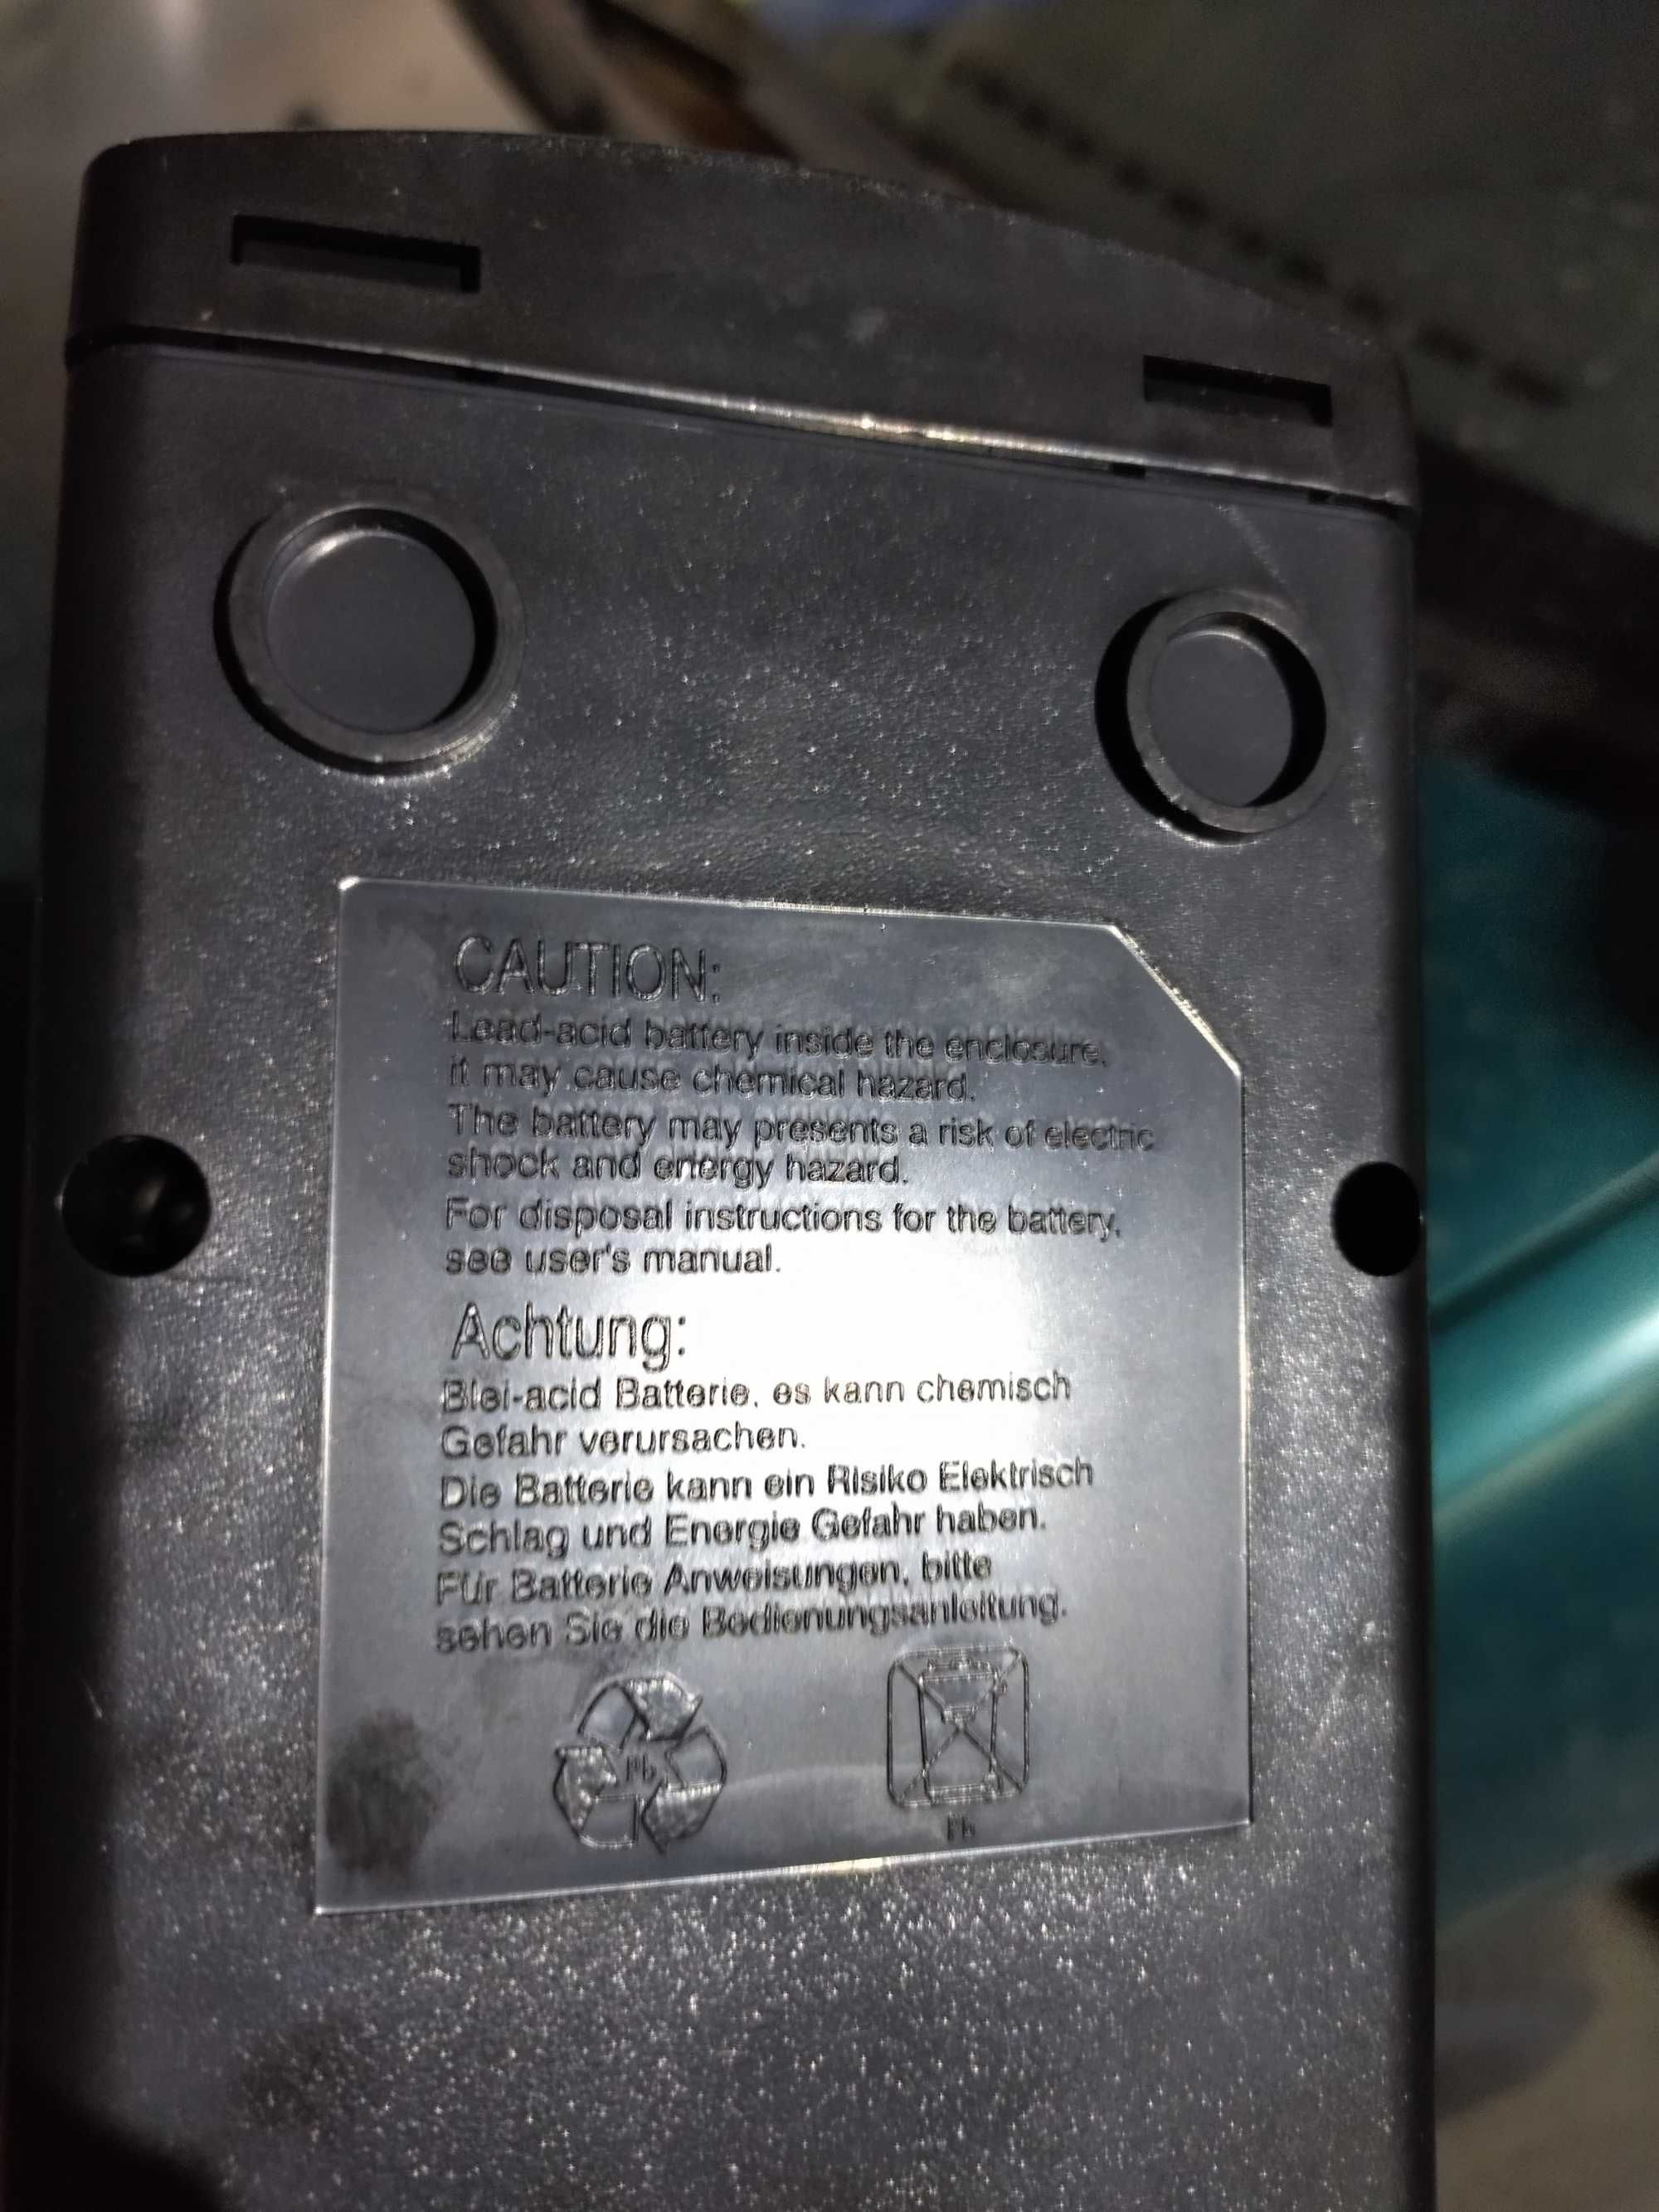 CAUTION:
Lead-acid battery inside the enclosure,
it may cause chemical hazard.
The battery may presents a risk of electric
shock and energy hazard.
For disposal instructions for the battery,
see user's manual.
Achtung:
Blei-acid Batterie, es kann chemisch
Gefahr verursachen.
Die Batterie kann ein Risiko Elektrisch
Schlag und Energie Gefahr haben.
Für Batterie Anweisungen, bitte
sehen Sie die Bedienungsanleitung.
Pb
Pb